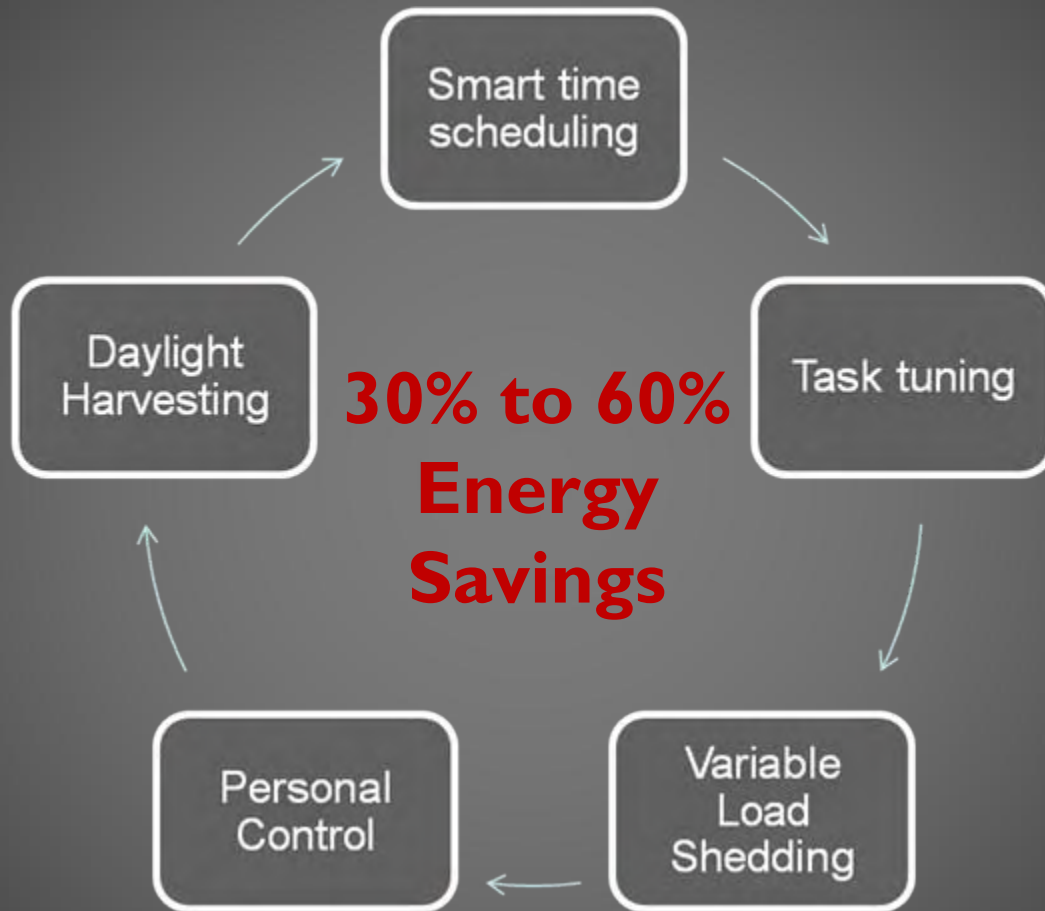 Smart time
scheduling
Daylight
Harvesting
30% to 60%
Energy
Savings
Task tuning
Personal
Control
Variable
Load
Shedding